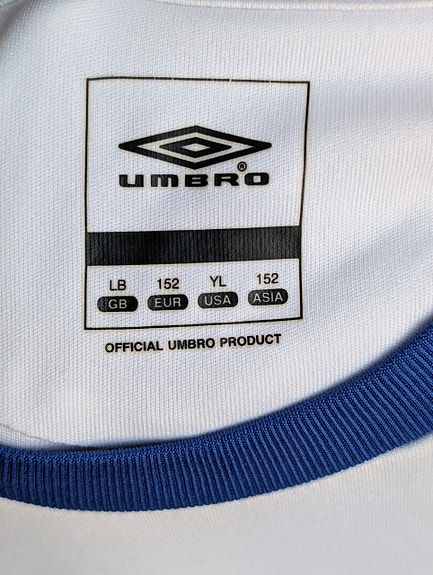 UMBRO®
LB 152 YL 152
GB EUR USA ASIA
OFFICIAL UMBRO PRODUCT